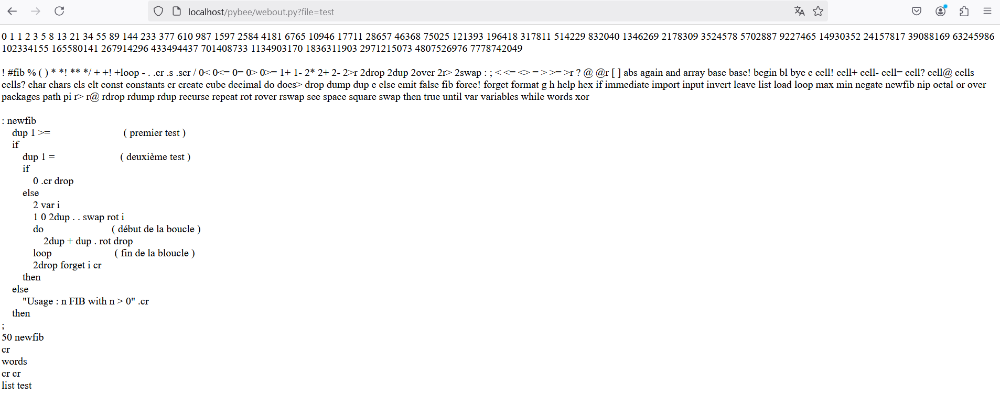 localhost/pybee/webout.py?file=test
0 1 1 2 3 5 8 13 21 34 55 89 144 233 377 610 987 1597 2584 4181 6765 10946 17711 28657 46368 75025 121393 196418 317811 514229 832040 1346269 2178309 3524578 5702887 9227465 14930352 24157817 39088169 63245986
102334155 165580141 267914296 433494437 701408733 1134903170 1836311903 2971215073 4807526976 7778742049
! #fib % ( ) * *! ** */ + +! +loop - . .cr .s .scr / 0< 0<= 0= 0> 0>= 1+ 1- 2* 2+ 2- 2>r 2drop 2dup 2over 2r> 2swap : ; < <= <> = > >= >r ? @ @r [ ] abs again and array base base! begin bl bye c cell! cell+ cell- cell= cell? cell@ cells
cells? char chars cls clt const constants cr create cube decimal do does> drop dump dup e else emit false fib force! forget format g h help hex if immediate import input invert leave list load loop max min negate newfib nip octal or over
packages path pi r> r@ rdrop rdump rdup recurse repeat rot rover rswap see space square swap then true until var variables while words xor
: newfib
dup 1 >= ( premier test )
if
dup 1 = ( deuxième test )
if
0 .cr drop
else
2 var i
1 0 2dup . . swap rot i
do ( début de la boucle )
2dup + dup . rot drop
loop ( fin de la bloucle )
2drop forget i cr
then
else
"Usage : n FIB with n > 0" .cr
then
;
50 newfib
cr
words
cr cr
list test